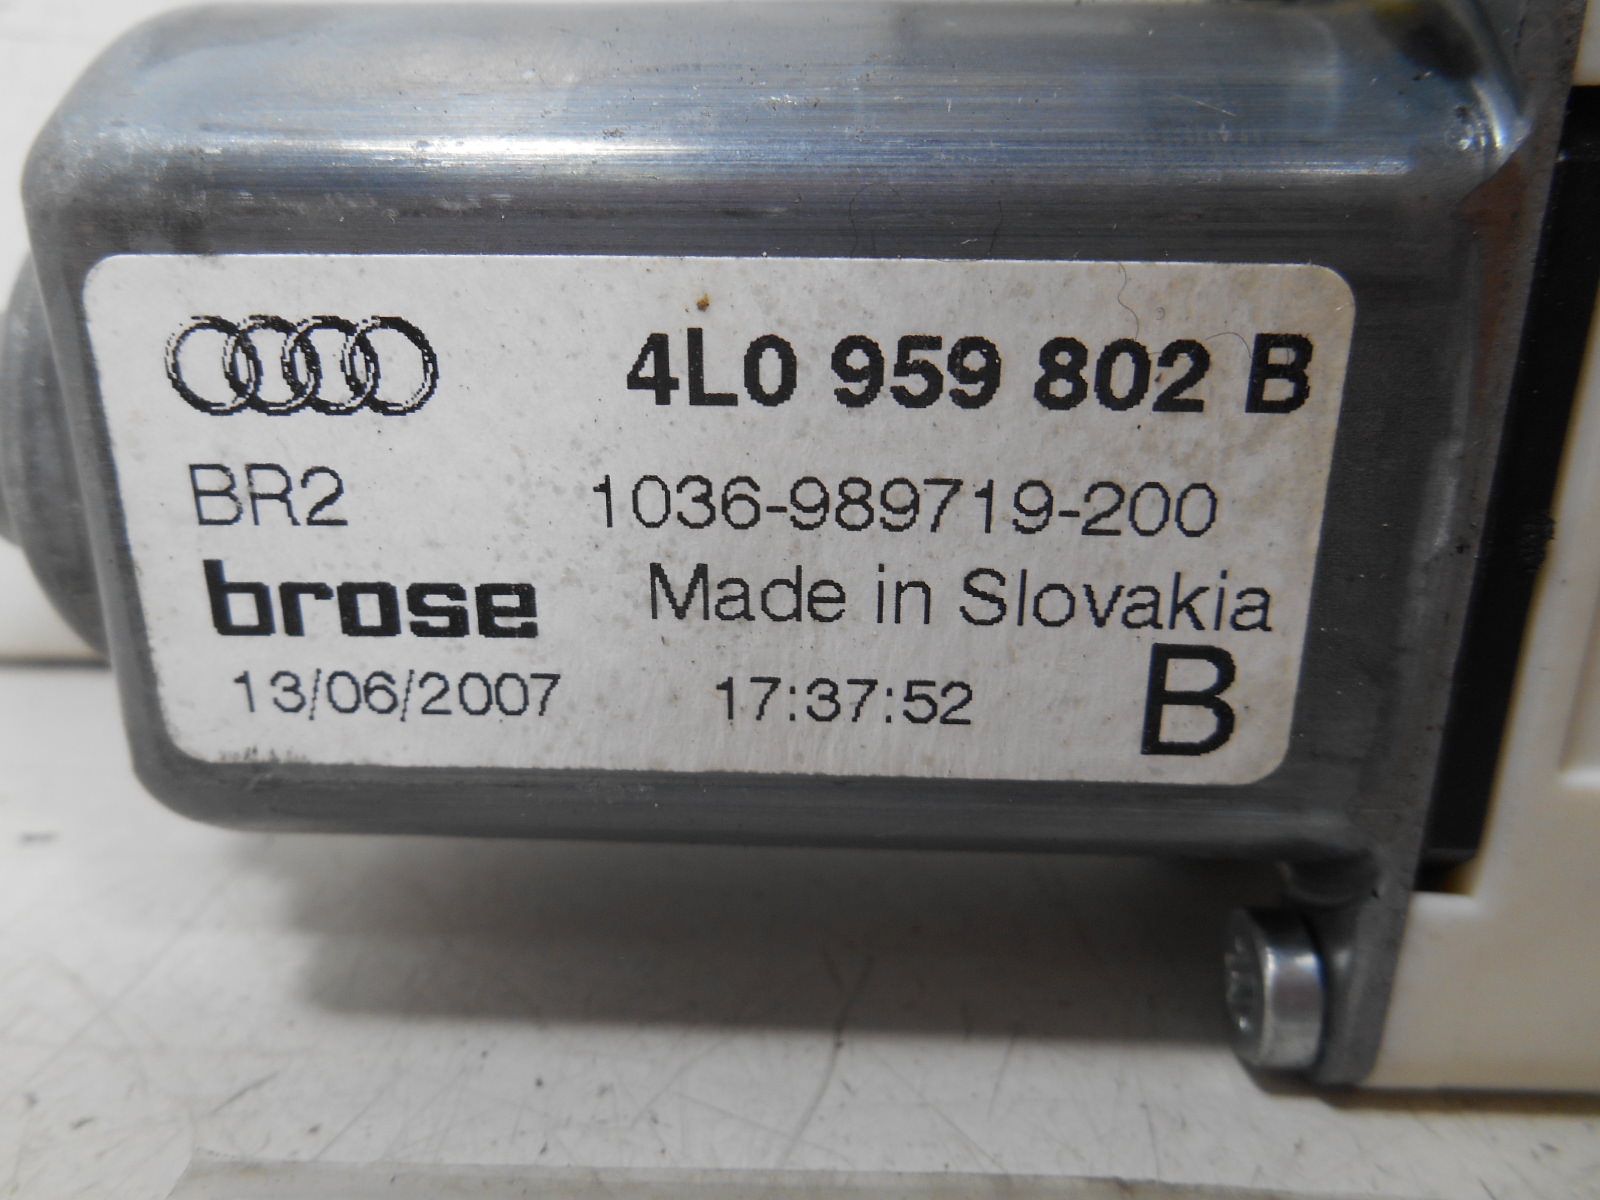 4L0 959 802 B
BR2 1036-989719-200
brose Made in Slovakia
13/06/2007 17:37:52 B